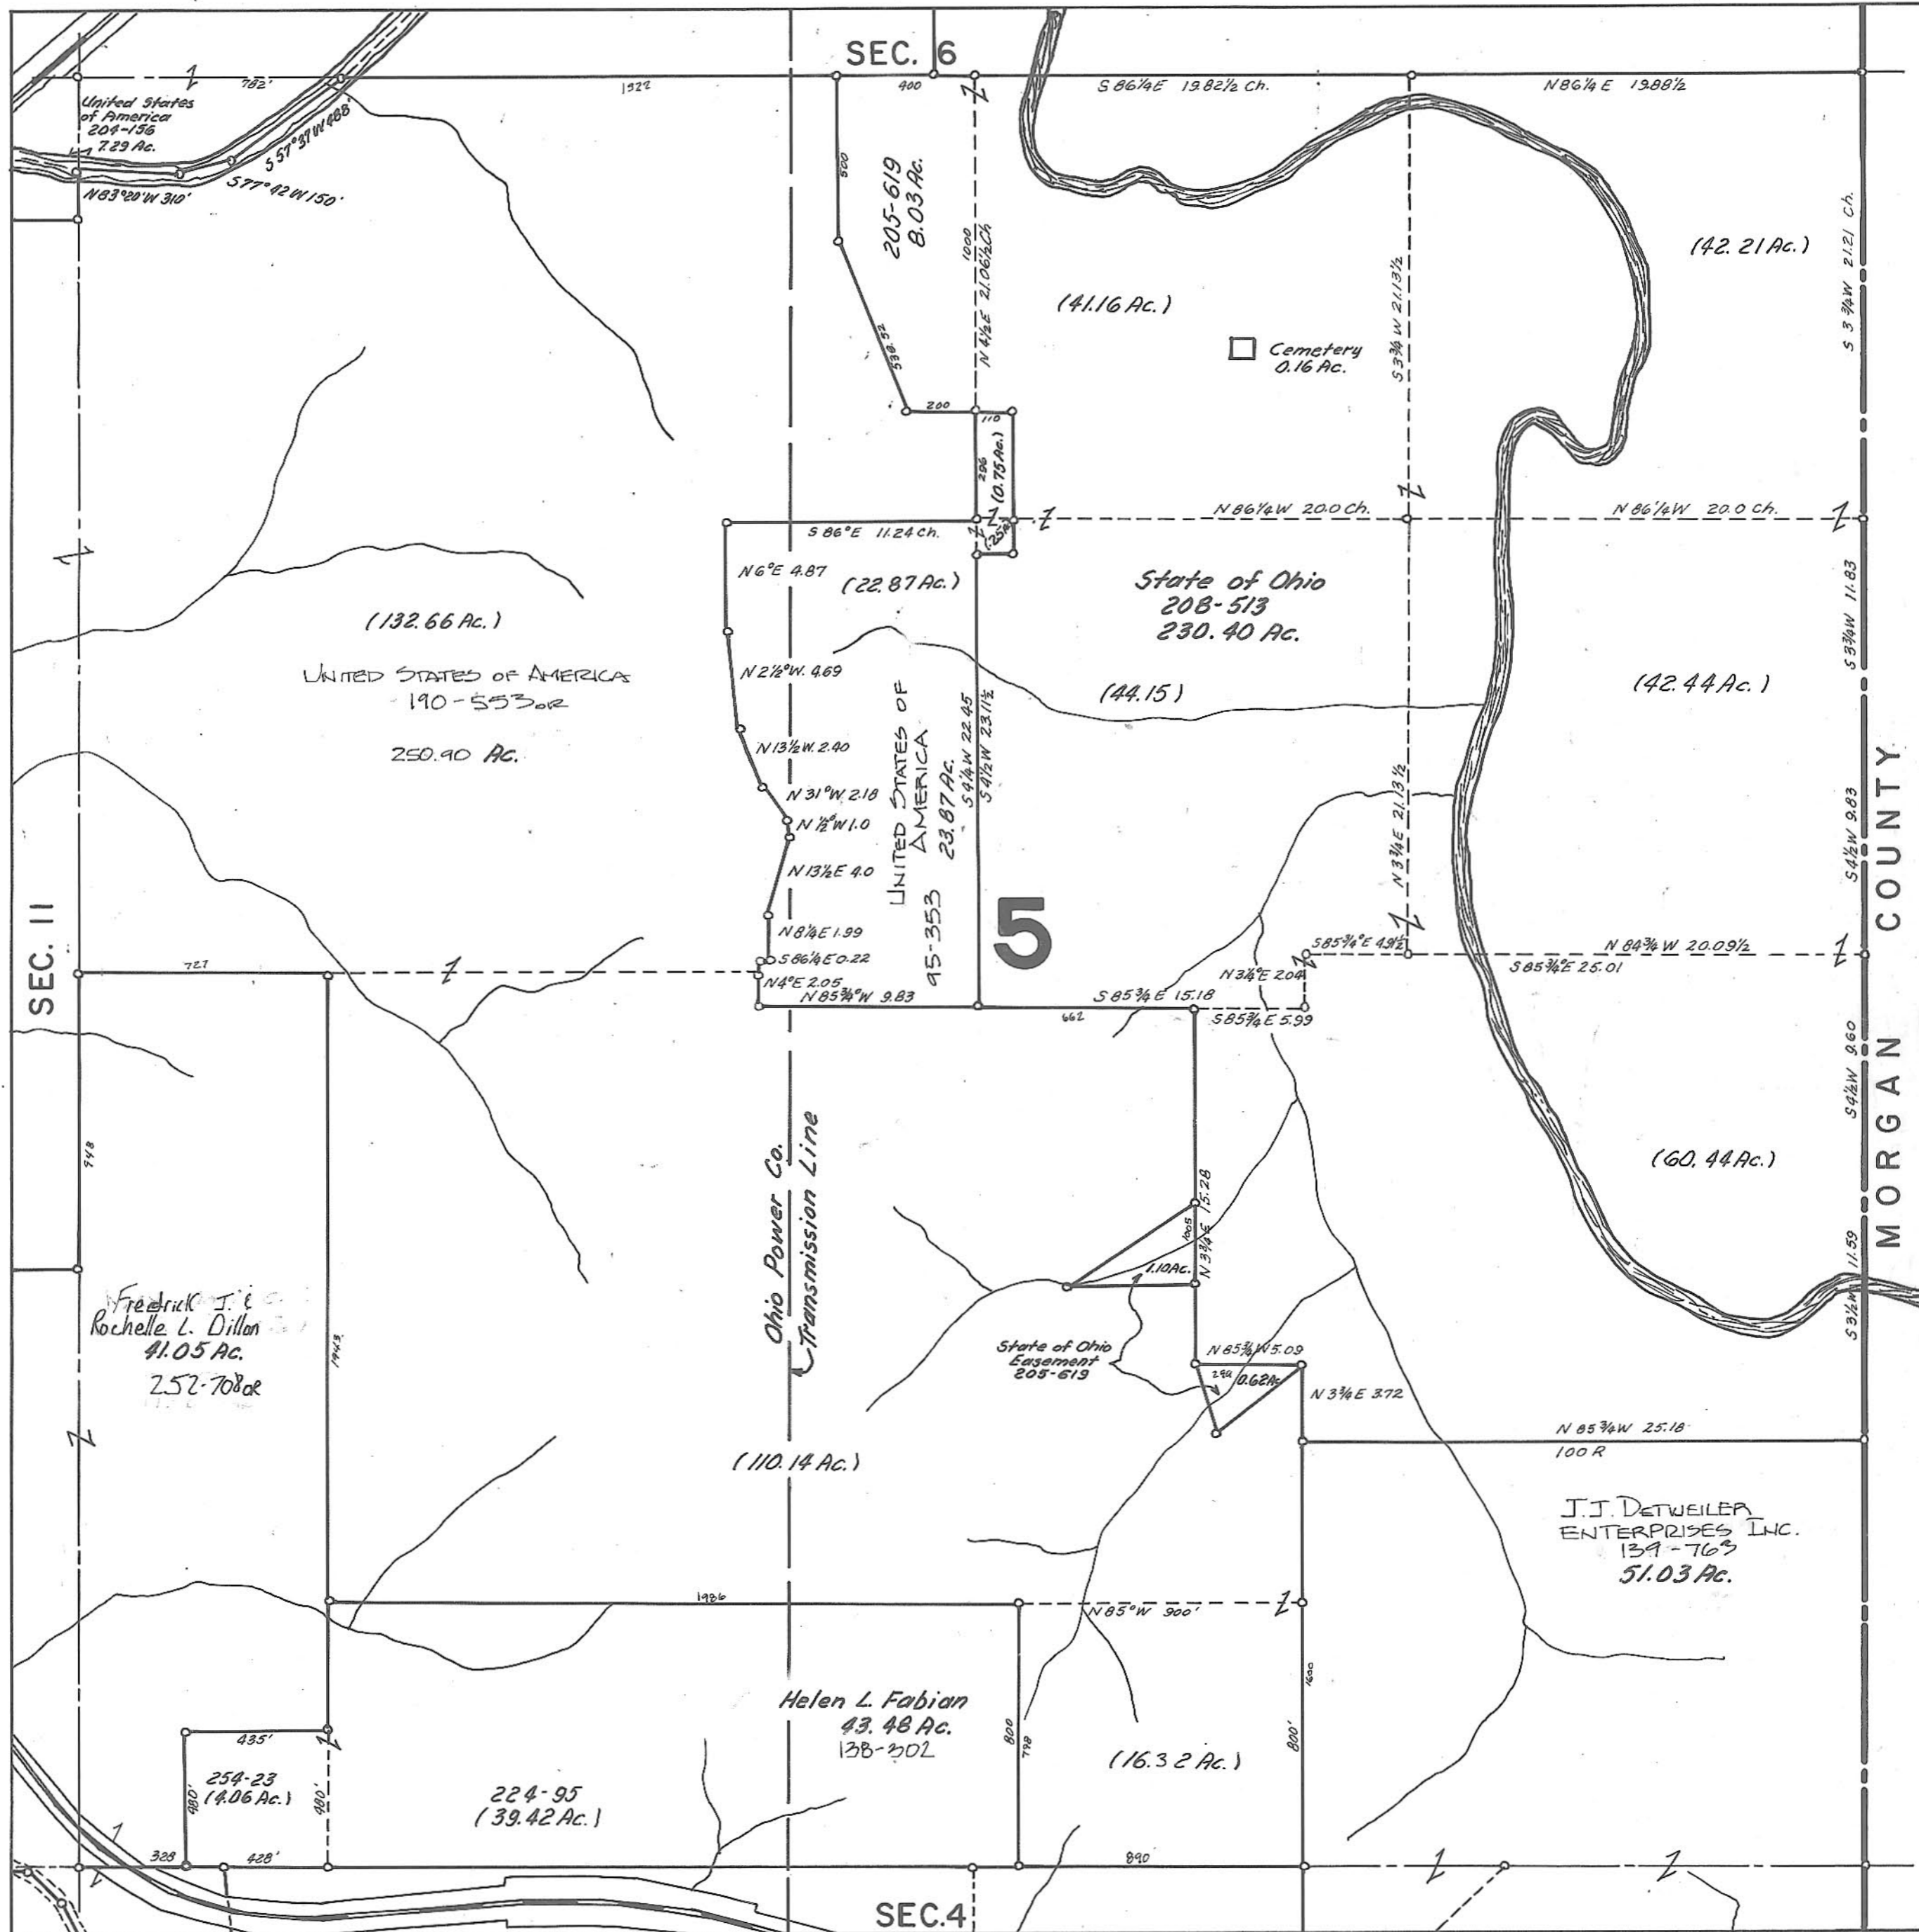 SEC. 6
782'
1522
400
S 86¼E 19.82½ Ch.
N 86¼ E 19.88½
United States
of America
204-156
7.29 Ac.
S 57°37' W 488'
S77°42 W 150'
N83°20'W 310'
500
205-619
8.03 Ac.
1000
N 4½E 21.06½ Ch
538.52
200
110
296
(0.75 Ac.)
(41.16 Ac.)
Cemetery
0.16 Ac.
S 3¾ W 21.13½
(42.21 Ac.)
S 3¾W 21.21 Ch.
S 86°E 11.24 Ch.
N 86¼W 20.0 Ch.
N 86¼W 20.0 Ch.
N 6°E 4.87
(22.87 Ac.)
State of Ohio
208-513
230.40 Ac.
S 3¾W 11.83
(132.66 Ac.)
UNITED STATES OF AMERICA
190-553 OR
250.90 Ac.
N 2½°W. 4.69
N 13½W. 2.40
N 31°W. 2.18
N ½°W 1.0
N 13½E 4.0
N 8¼E 1.99
S 86¼E 0.22
N4°E 2.05
N 85¾°W 9.83
UNITED STATES OF
AMERICA
95-353 23.87 Ac.
S 4¼W 22.45
S 4½W 23.11½
(44.15)
(42.44 Ac.)
N 3¾E 21.13½
S 4½W 9.83
5
SEC. 11
727
S 85¾°E 4.91½
N 84¾ W 20.09½
S 85¾°E 25.01
N 3¾°E 2.04
S 85¾ E 15.18
S 85¾E 5.99
662
MORGAN COUNTY
S 4½W 9.60
948
Ohio Power Co.
Transmission Line
1005
N 3¾E 15.28
1.10 Ac.
(60.44 Ac.)
S 3½W 11.59
Fredrick J. &
Rochelle L. Dillon
41.05 Ac.
252-708 OR
1943
State of Ohio
Easement
205-619
N 85¾W 5.09
0.62 Ac
N 3¾E 3.72
N 85¾W 25.18
100 R
(110.14 Ac.)
J.J. DETWEILER
ENTERPRISES INC.
139-763
51.03 Ac.
1986
N 85°W 900'
1600
Helen L. Fabian
43.48 Ac.
138-302
800
798
(16.32 Ac.)
800'
435'
254-23
(4.06 Ac.)
480'
480'
224-95
(39.42 Ac.)
328
428'
890
SEC.4